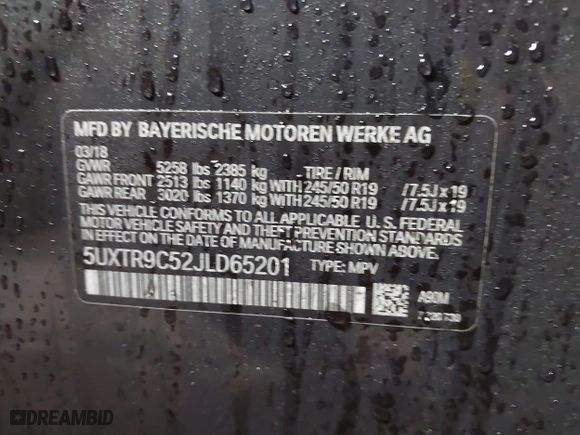 MFD BY BAYERISCHE MOTOREN WERKE AG
03/18
GVWR 5258 lbs 2385 kg TIRE / RIM
GAWR FRONT 2513 lbs 1140 kg WITH 245/50 R19 /7.5J x 19
GAWR REAR 3020 lbs 1370 kg WITH 245/50 R19 /7.5J x 19
THIS VEHICLE CONFORMS TO ALL APPLICABLE U.S. FEDERAL
MOTOR VEHICLE SAFETY AND THEFT PREVENTION STANDARDS
IN EFFECT ON THE DATE OF MANUFACTURE SHOWN ABOVE.
5UXTR9C52JLD65201 TYPE: MPV
A90M
DREAMBID